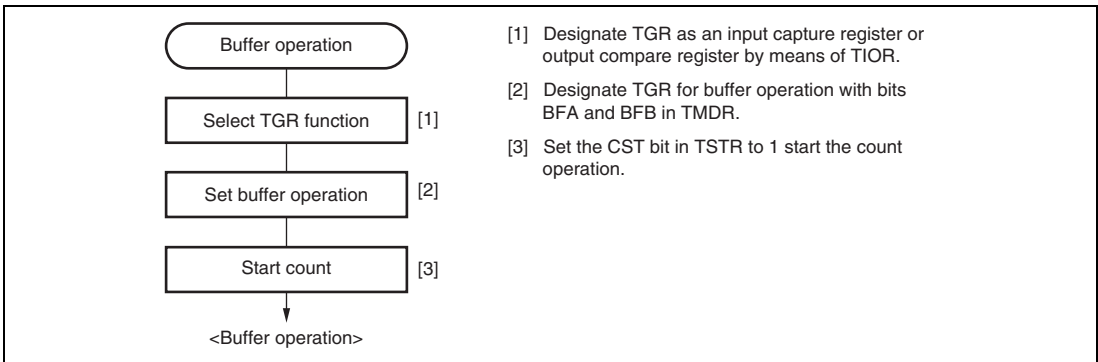 Buffer operation
Select TGR function
[1]
Set buffer operation
[2]
Start count
[3]
<Buffer operation>
[1] Designate TGR as an input capture register or
output compare register by means of TIOR.
[2] Designate TGR for buffer operation with bits
BFA and BFB in TMDR.
[3] Set the CST bit in TSTR to 1 start the count
operation.